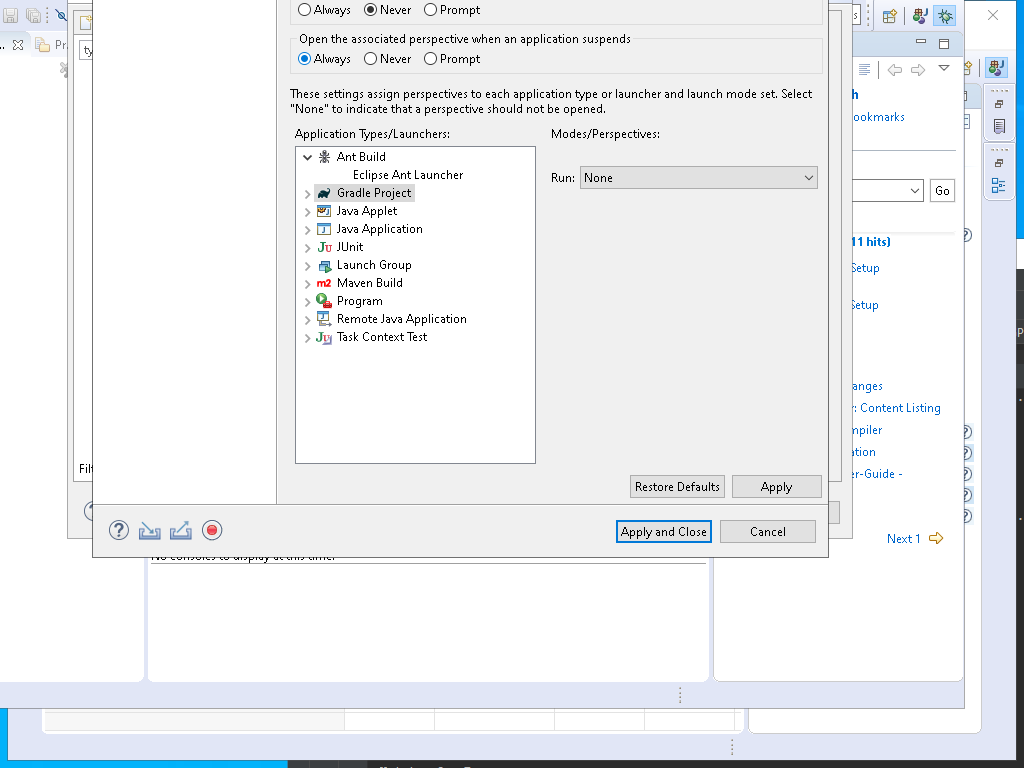 Always Never Prompt
Open the associated perspective when an application suspends
Always Never Prompt
These settings assign perspectives to each application type or launcher and launch mode set. Select
"None" to indicate that a perspective should not be opened.
Application Types/Launchers:
Modes/Perspectives:
Ant Build
Eclipse Ant Launcher
Gradle Project
Java Applet
Java Application
JUnit
Launch Group
Maven Build
Program
Remote Java Application
Task Context Test
Run: None
Restore Defaults Apply
Apply and Close Cancel
Pr
ty
Filt
No consoles to display at this time.
h
ookmarks
Go
11 hits)
Setup
Setup
anges
r: Content Listing
mpiler
ation
er-Guide -
Next 1